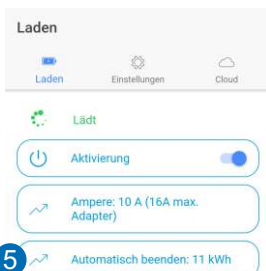 Laden
Laden Einstellungen Cloud
Lädt
Aktivierung
Ampere: 10 A (16A max.
Adapter)
5
Automatisch beenden: 11 kWh